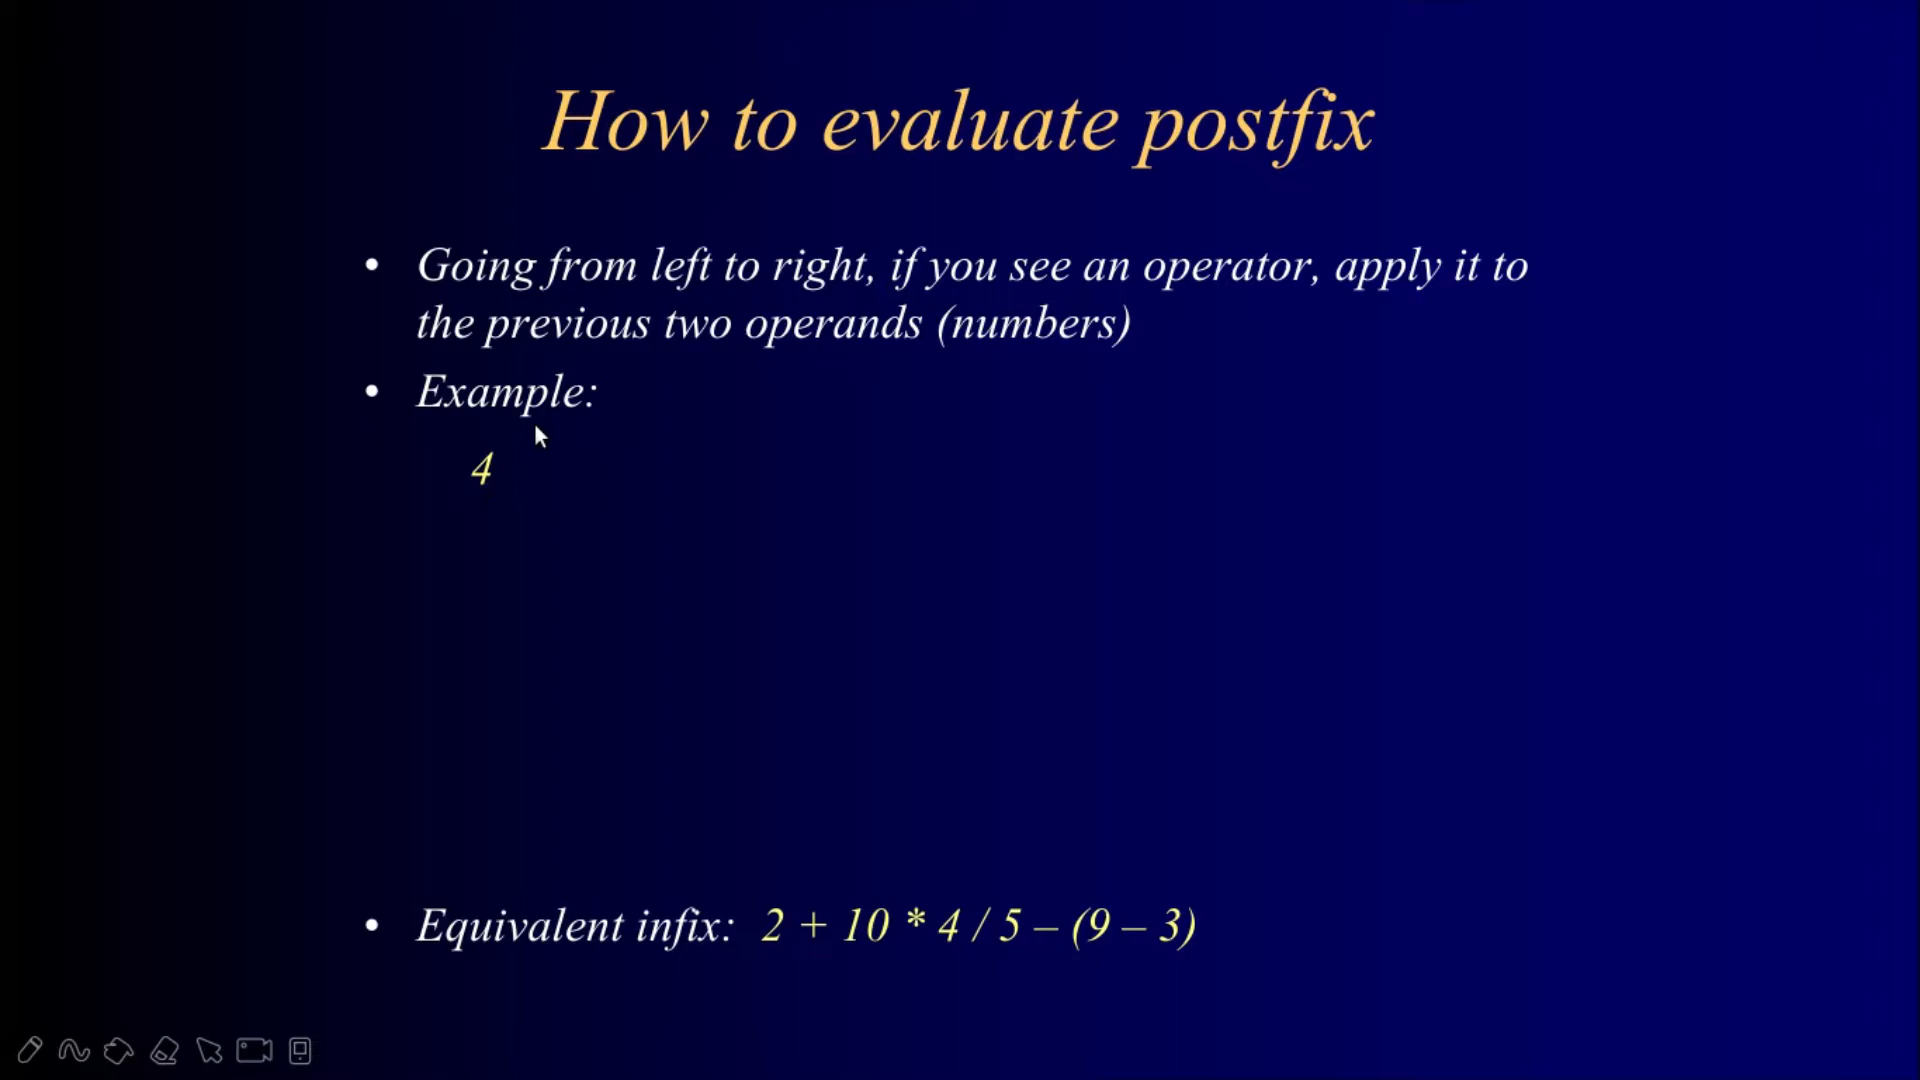 How to evaluate postfix
• Going from left to right, if you see an operator, apply it to
the previous two operands (numbers)
• Example:
4
• Equivalent infix: 2 + 10 * 4 / 5 – (9 – 3)